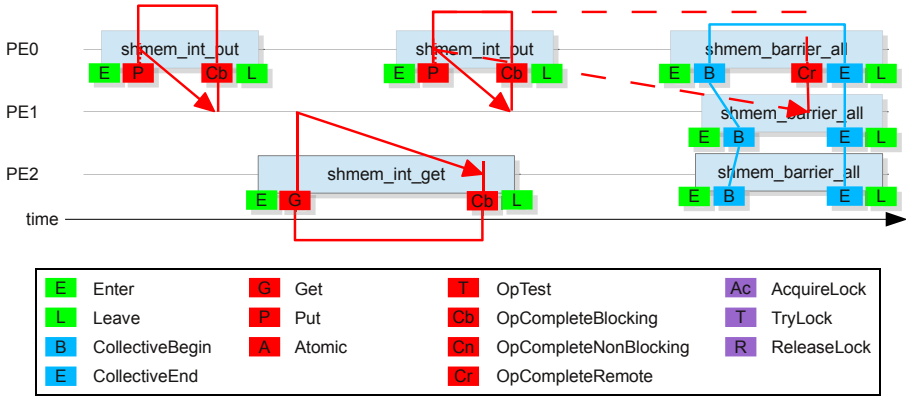 PE0 shmem_int_put shmem_int_put shmem_barrier_all
E P Cb L E P Cb L E B Cr E L
PE1 shmem_barrier_all
E B E L
PE2 shmem_int_get shmem_barrier_all
E G Cb L E B E L
time
E Enter G Get T OpTest Ac AcquireLock
L Leave P Put Cb OpCompleteBlocking T TryLock
B CollectiveBegin A Atomic Cn OpCompleteNonBlocking R ReleaseLock
E CollectiveEnd Cr OpCompleteRemote